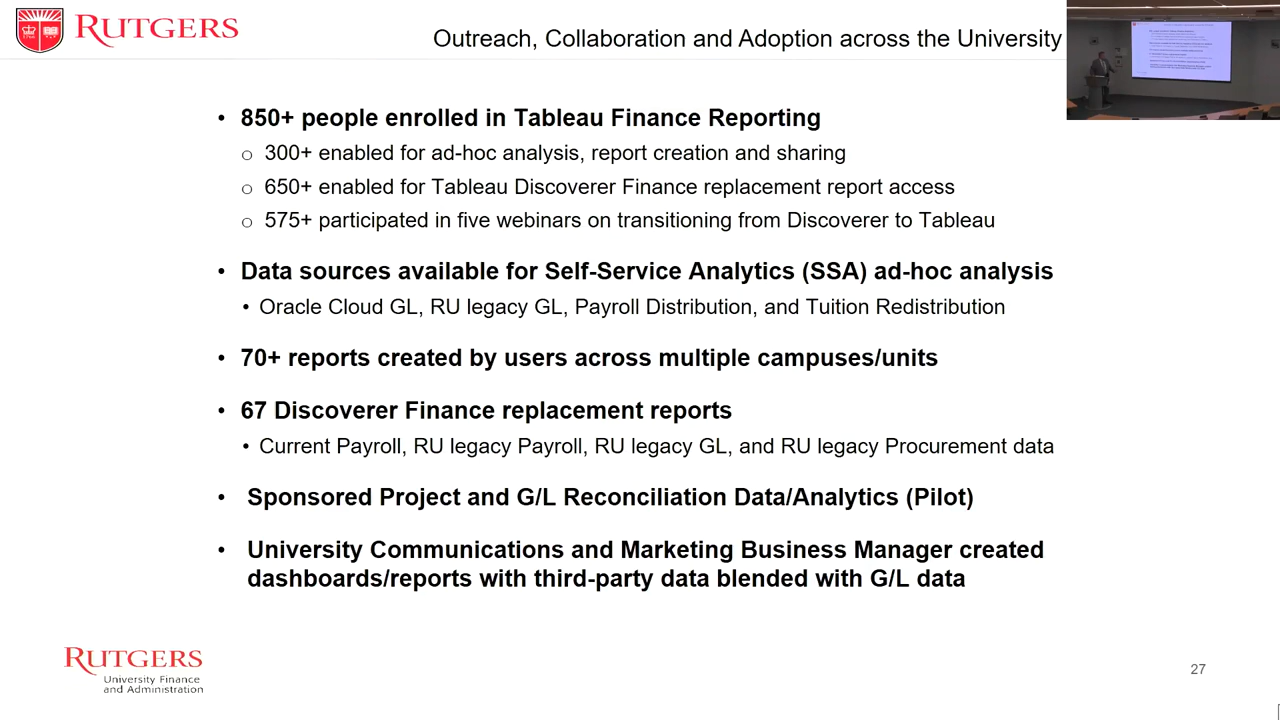 RUTGERS
Outreach, Collaboration and Adoption across the University
• 850+ people enrolled in Tableau Finance Reporting
o 300+ enabled for ad-hoc analysis, report creation and sharing
o 650+ enabled for Tableau Discoverer Finance replacement report access
o 575+ participated in five webinars on transitioning from Discoverer to Tableau
• Data sources available for Self-Service Analytics (SSA) ad-hoc analysis
• Oracle Cloud GL, RU legacy GL, Payroll Distribution, and Tuition Redistribution
• 70+ reports created by users across multiple campuses/units
• 67 Discoverer Finance replacement reports
• Current Payroll, RU legacy Payroll, RU legacy GL, and RU legacy Procurement data
• Sponsored Project and G/L Reconciliation Data/Analytics (Pilot)
• University Communications and Marketing Business Manager created
dashboards/reports with third-party data blended with G/L data
RUTGERS
University Finance
and Administration
27